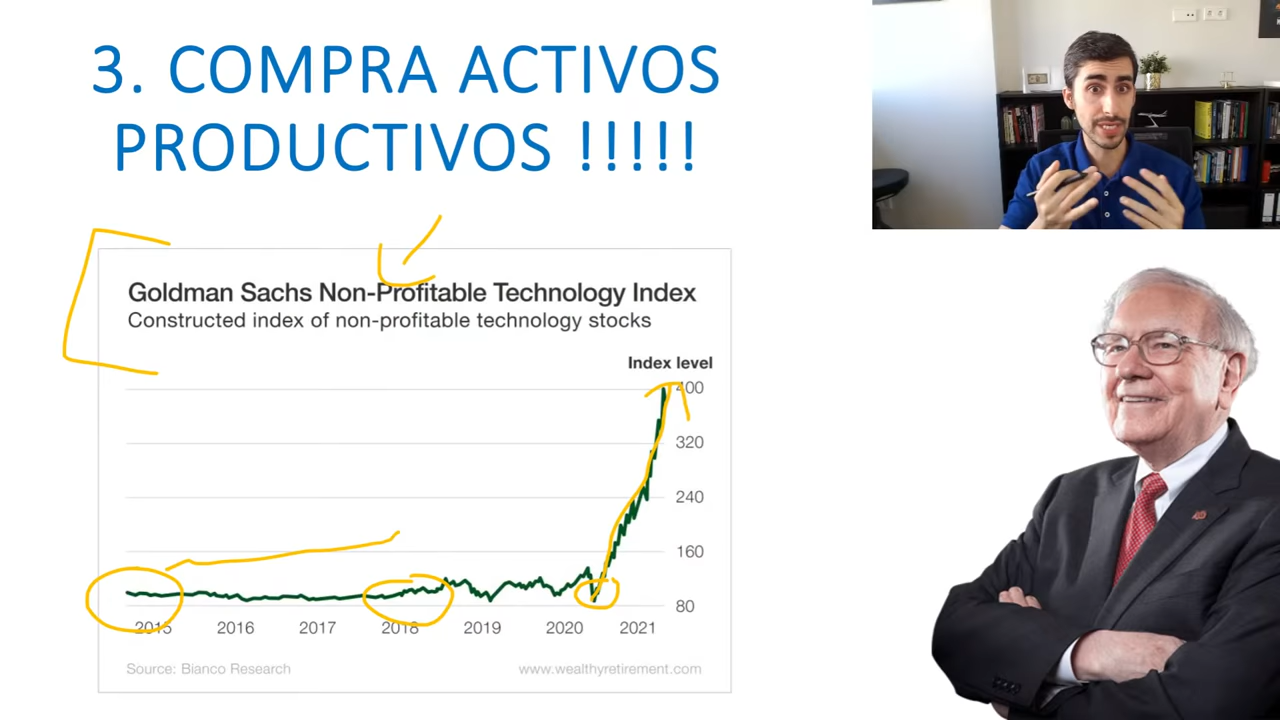 3. COMPRA ACTIVOS
PRODUCTIVOS !!!!!
Goldman Sachs Non-Profitable Technology Index
Constructed index of non-profitable technology stocks
Index level
400
320
240
160
80
2015 2016 2017 2018 2019 2020 2021
Source: Bianco Research www.wealthyretirement.com